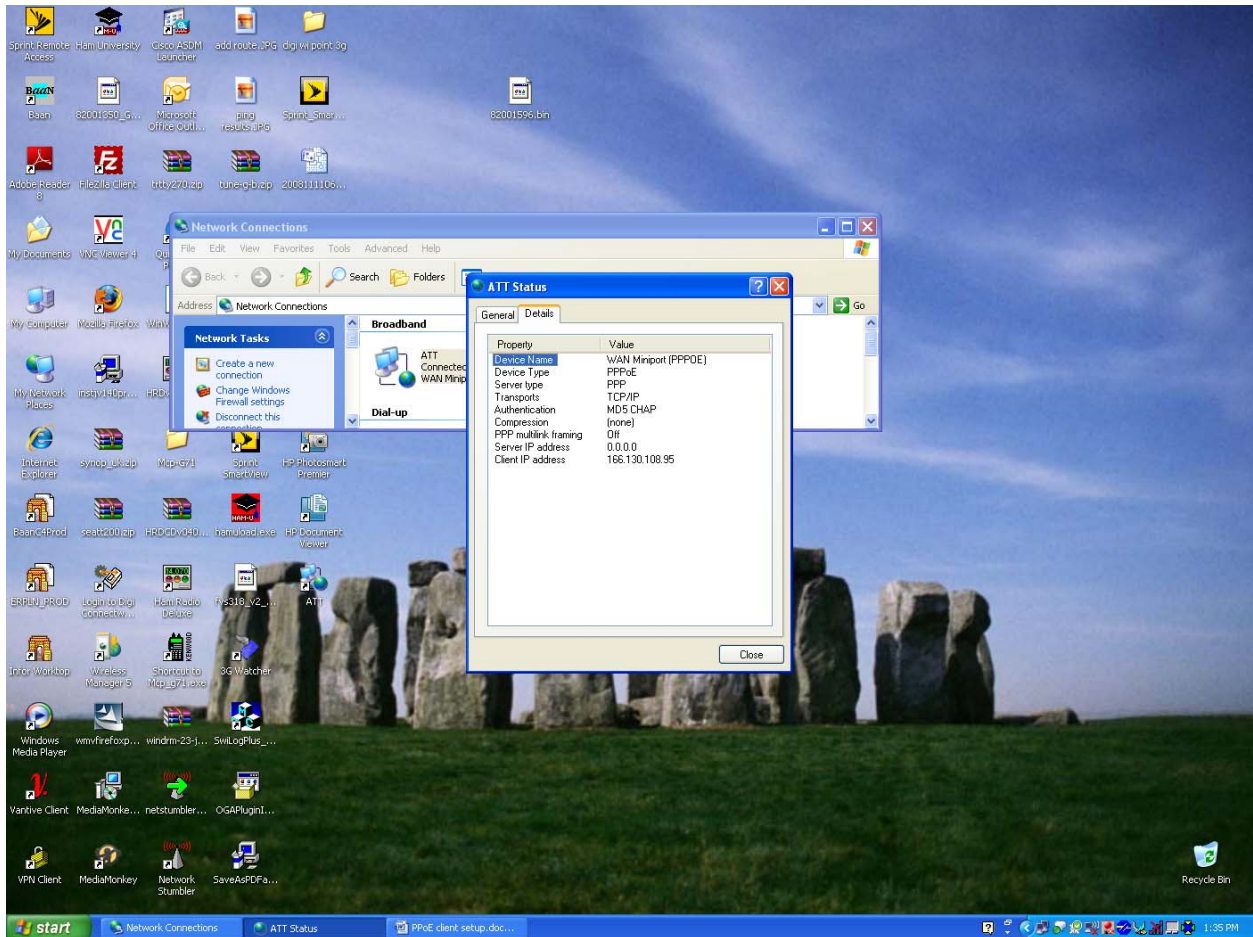 Sprint Remote Access
Ham University
Cisco ASDM Launcher
add route.JPG
digi wi point 3g
Baan
82001350_G...
Microsoft Office Outl...
ping results.JPG
Sprint_Smar...
82001596.bin
Adobe Reader 8
FileZilla Client
trtty270.zip
tune-g-b.zip
2008111106...
My Documents
VNC Viewer 4
My Computer
Mozilla Firefox
My Network Places
Internet Explorer
synop_uk.zip
Mcp-G71
Sprint SmartView
HP Photosmart Premier
BaanC4Prod
seatt200.zip
HRDCDv040...
hamuload.exe
HP Document Viewer
ERPLN_PROD
Login to Digi Connectw...
Ham Radio Deluxe
fvs318_v2_...
ATT
Infor Worktop
Wireless Manager 5
Shortcut to Mcp_g71.exe
3G Watcher
Windows Media Player
wmvfirefoxp...
windrm-23-j...
SwiLogPlus_...
Vantive Client
MediaMonke...
netstumbler...
OGAPluginI...
VPN Client
MediaMonkey
Network Stumbler
SaveAsPDFa...
Recycle Bin
Network Connections
File Edit View Favorites Tools Advanced Help
Back Search Folders
Address Network Connections Go
Network Tasks
Create a new connection
Change Windows Firewall settings
Disconnect this
Broadband
ATT
Connected
WAN Minip
Dial-up
ATT Status
General Details
Property Value
Device Name WAN Miniport (PPPOE)
Device Type PPPoE
Server type PPP
Transports TCP/IP
Authentication MD5 CHAP
Compression (none)
PPP multilink framing Off
Server IP address 0.0.0.0
Client IP address 166.130.108.95
Close
start
Network Connections
ATT Status
PPoE client setup.doc...
1:35 PM